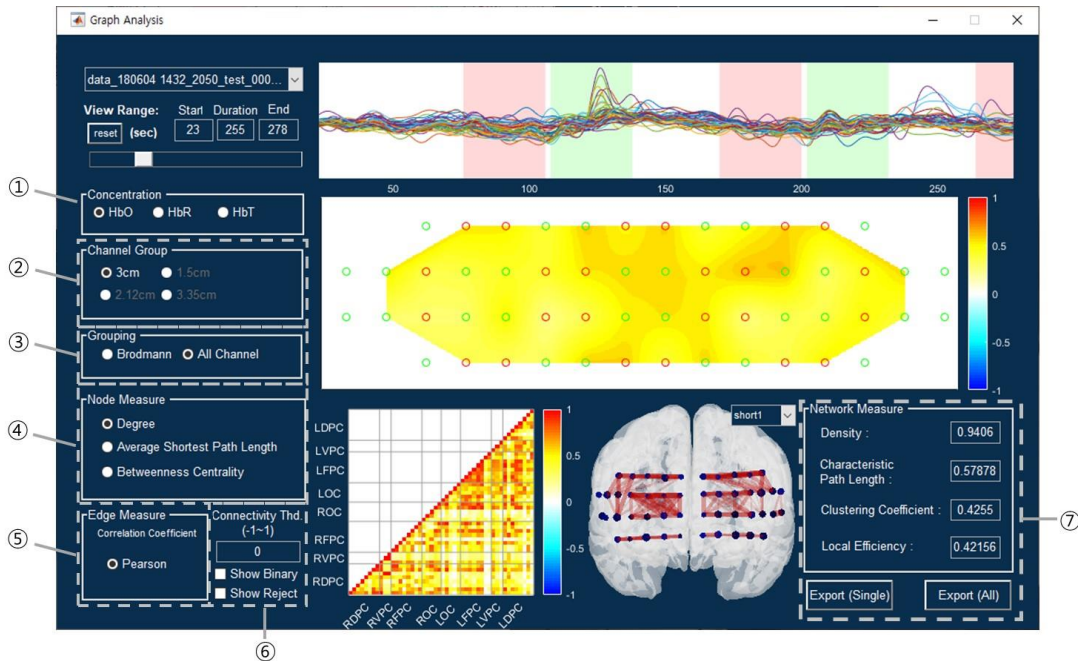 Graph Analysis
data_180604 1432_2050_test_000...
View Range: Start Duration End
reset (sec) 23 255 278
50 100 150 200 250
①
Concentration
HbO HbR HbT
②
Channel Group
3cm 1.5cm
2.12cm 3.35cm
③
Grouping
Brodmann All Channel
④
Node Measure
Degree
Average Shortest Path Length
Betweenness Centrality
⑤
Edge Measure
Correlation Coefficient
Pearson
Connectivity Thd.
(-1~1)
0
Show Binary
Show Reject
⑥
1
0.5
0
-0.5
-1
LDPC
LVPC
LFPC
LOC
ROC
RFPC
RVPC
RDPC
RDPC
RVPC
RFPC
ROC
LOC
LFPC
LVPC
LDPC
1
0.5
0
-0.5
-1
short1
Network Measure
Density : 0.9406
Characteristic
Path Length : 0.57878
Clustering Coefficient : 0.4255
Local Efficiency : 0.42156
⑦
Export (Single) Export (All)